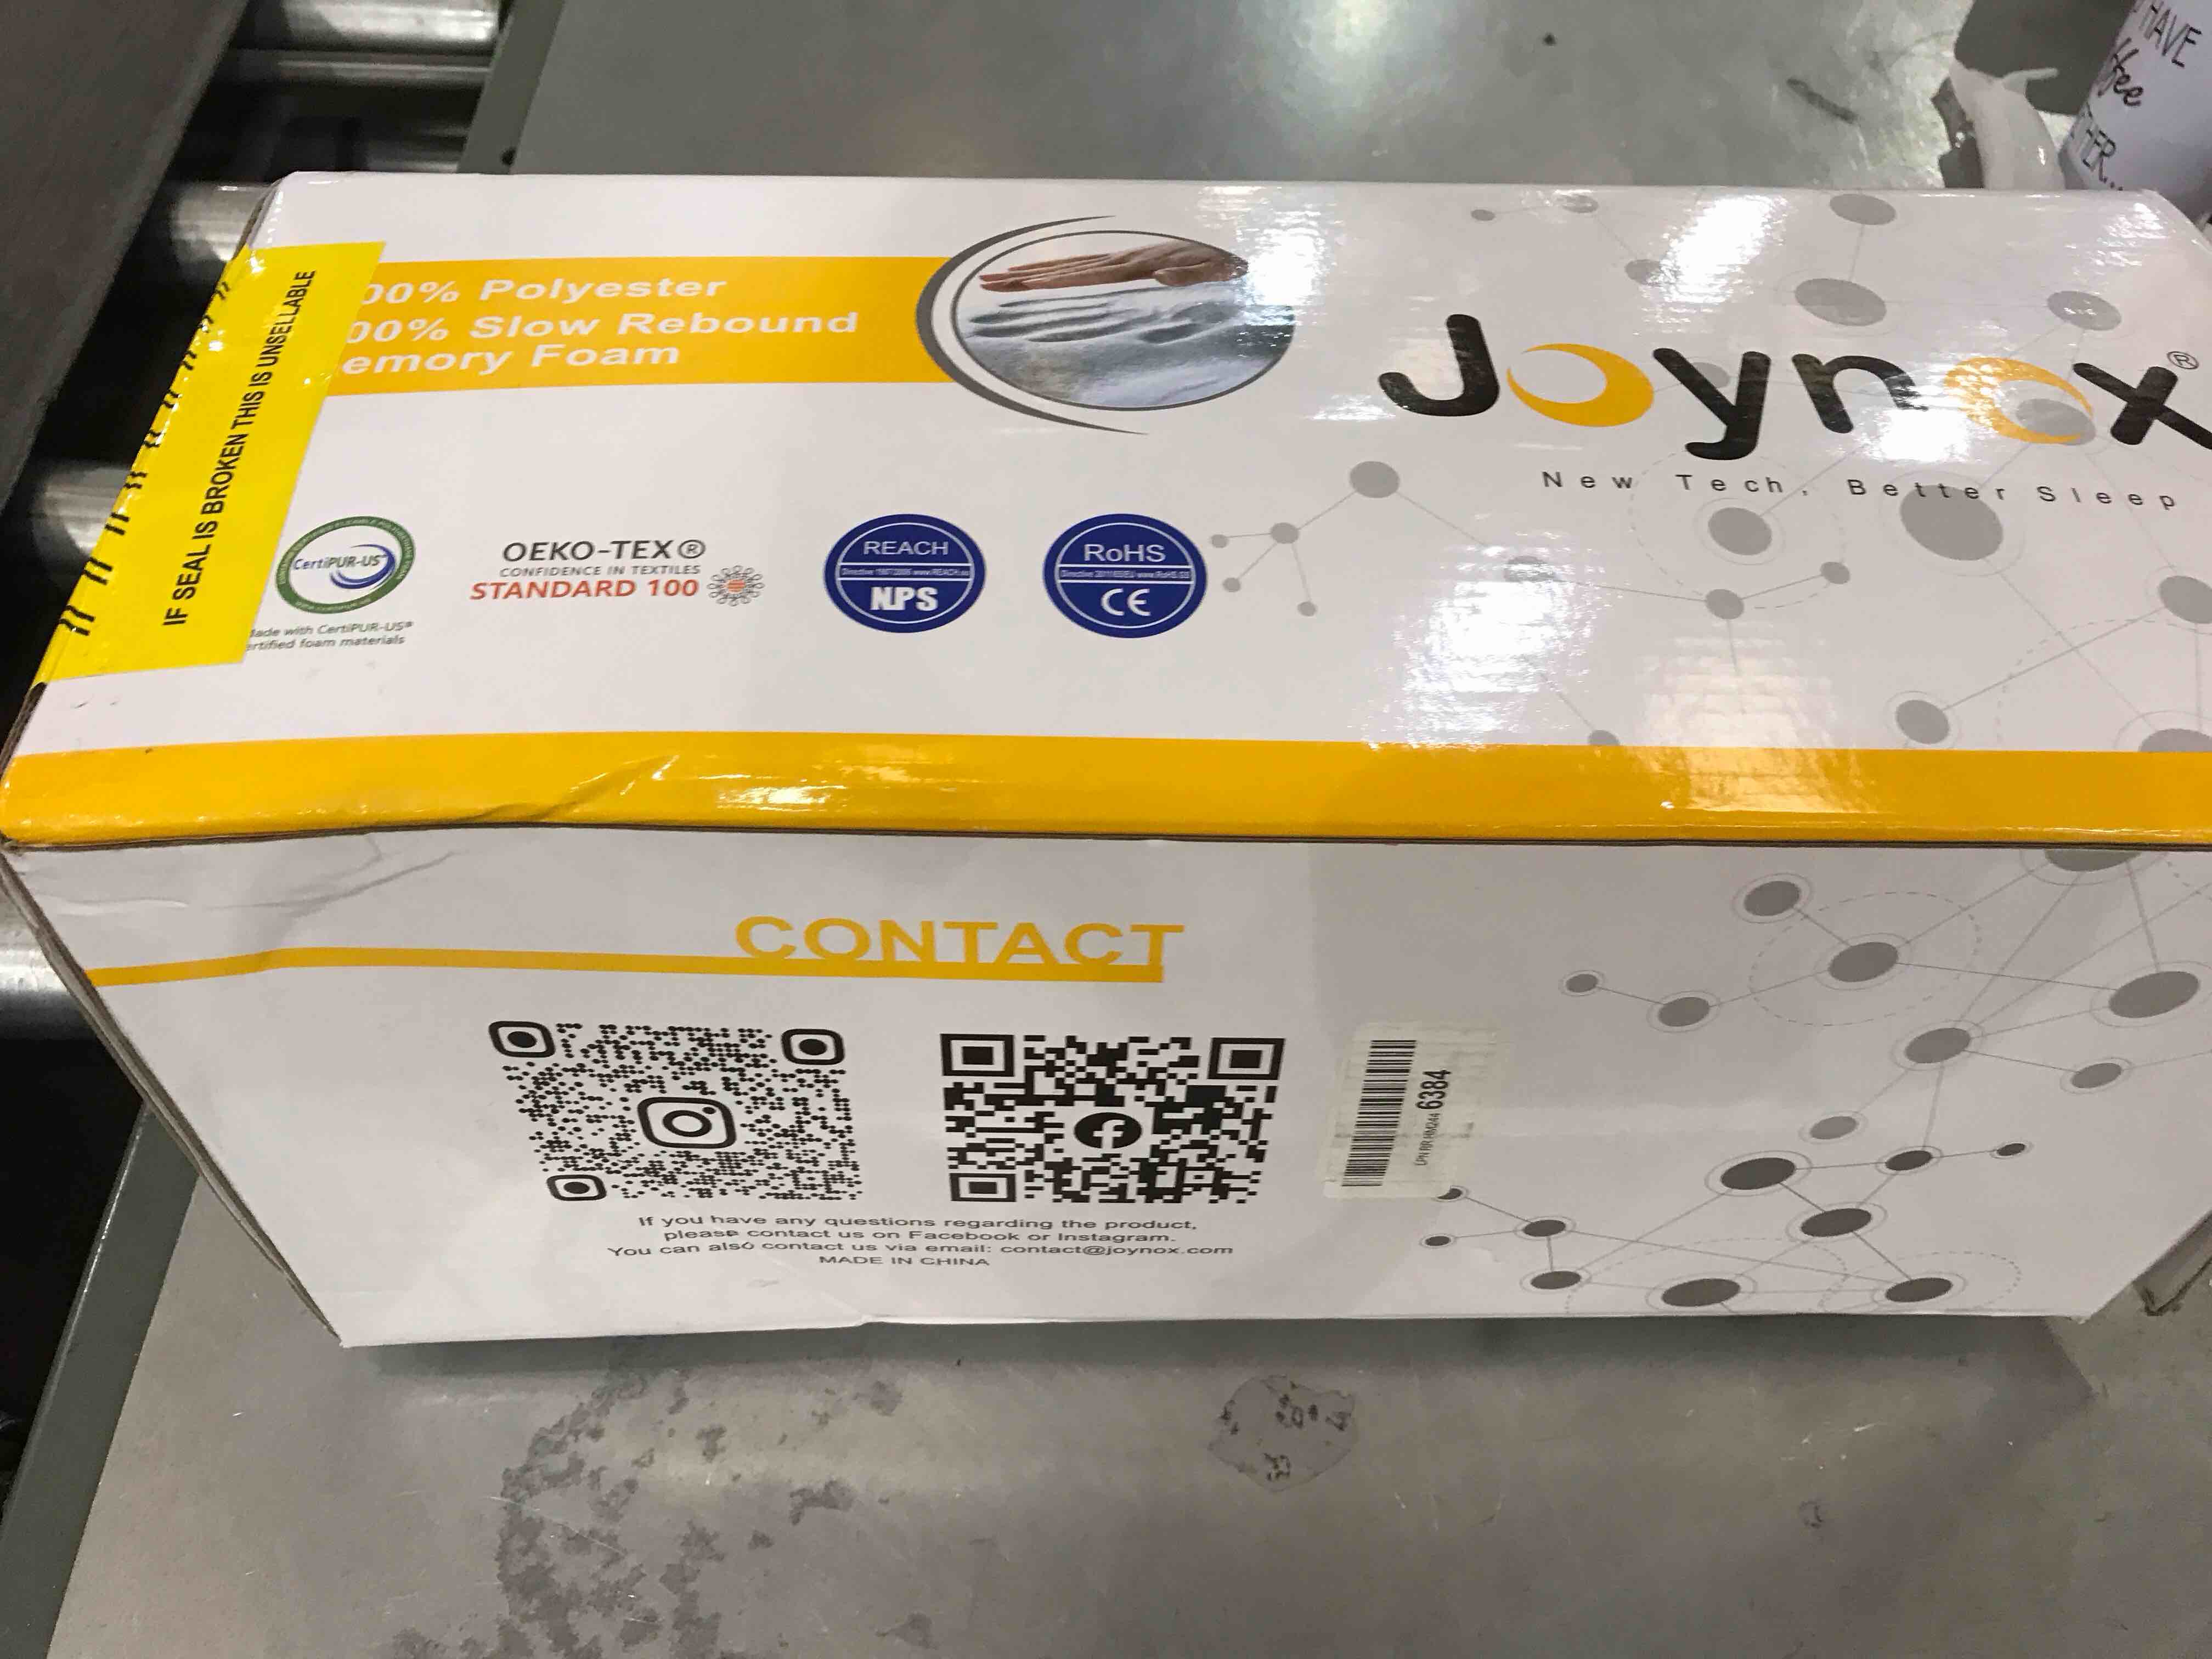 HAVE
IF SEAL IS BROKEN THIS IS UNSELLABLE
00% Polyester
00% Slow Rebound
emory Foam
Joynox®
New Tech, Better Sleep
CertiPUR-US
ade with CertiPUR-US®
ertified foam materials
OEKO-TEX®
CONFIDENCE IN TEXTILES
STANDARD 100
REACH
NPS
RoHS
CE
CONTACT
6384
If you have any questions regarding the product,
please contact us on Facebook or Instagram.
You can also contact us via email: contact@joynox.com
MADE IN CHINA